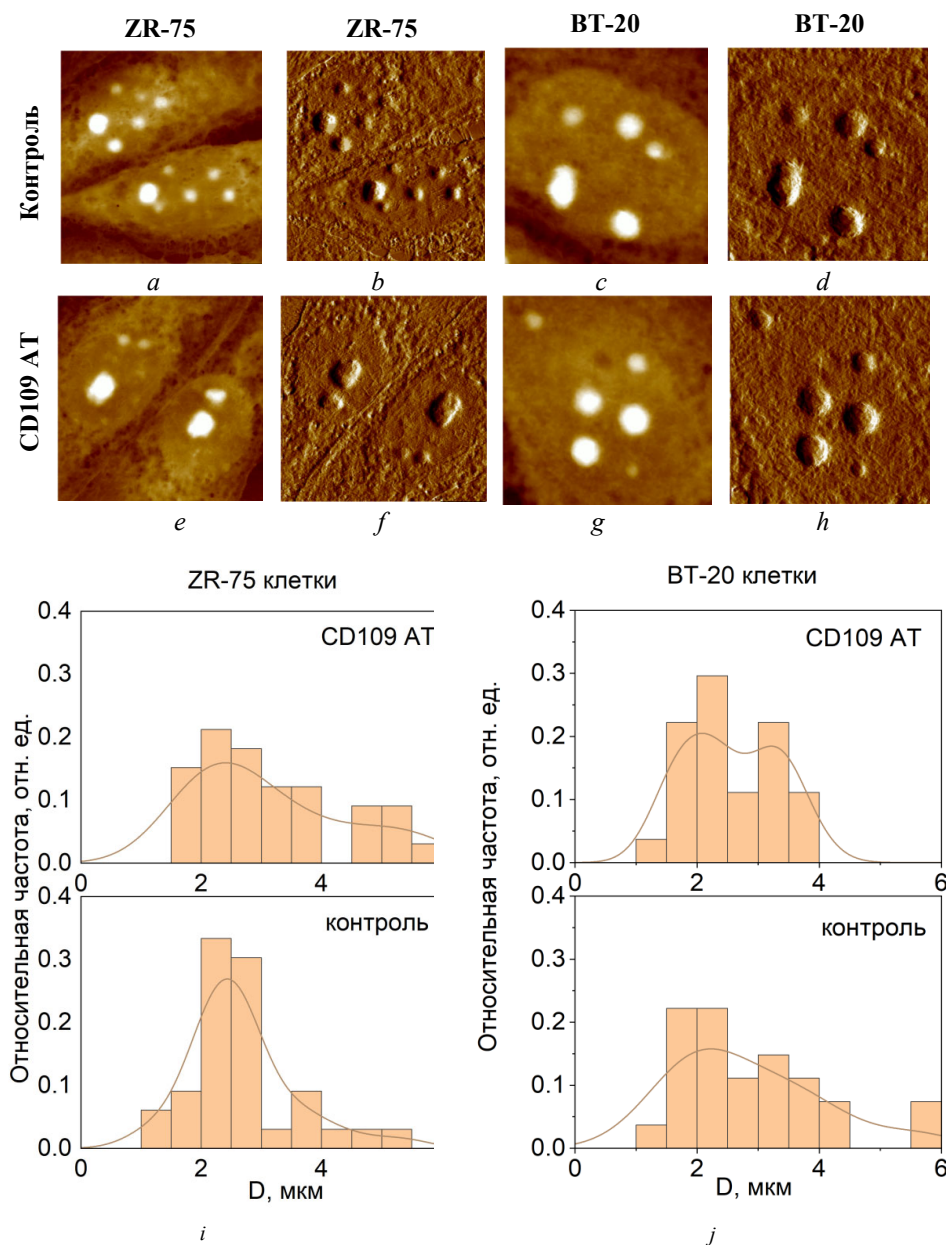 ZR-75 ZR-75 BT-20 BT-20
Контроль
a b c d
CD109 АТ
e f g h
ZR-75 клетки BT-20 клетки
Относительная частота, отн. ед.
0.4
0.3
0.2
0.1
0.0
CD109 АТ
0 2 4
0.4
0.3
0.2
0.1
0.0
контроль
0 2 4
D, мкм
i
Относительная частота, отн. ед.
0.4
0.3
0.2
0.1
0.0
CD109 АТ
0 2 4 6
0.4
0.3
0.2
0.1
0.0
контроль
0 2 4 6
D, мкм
j